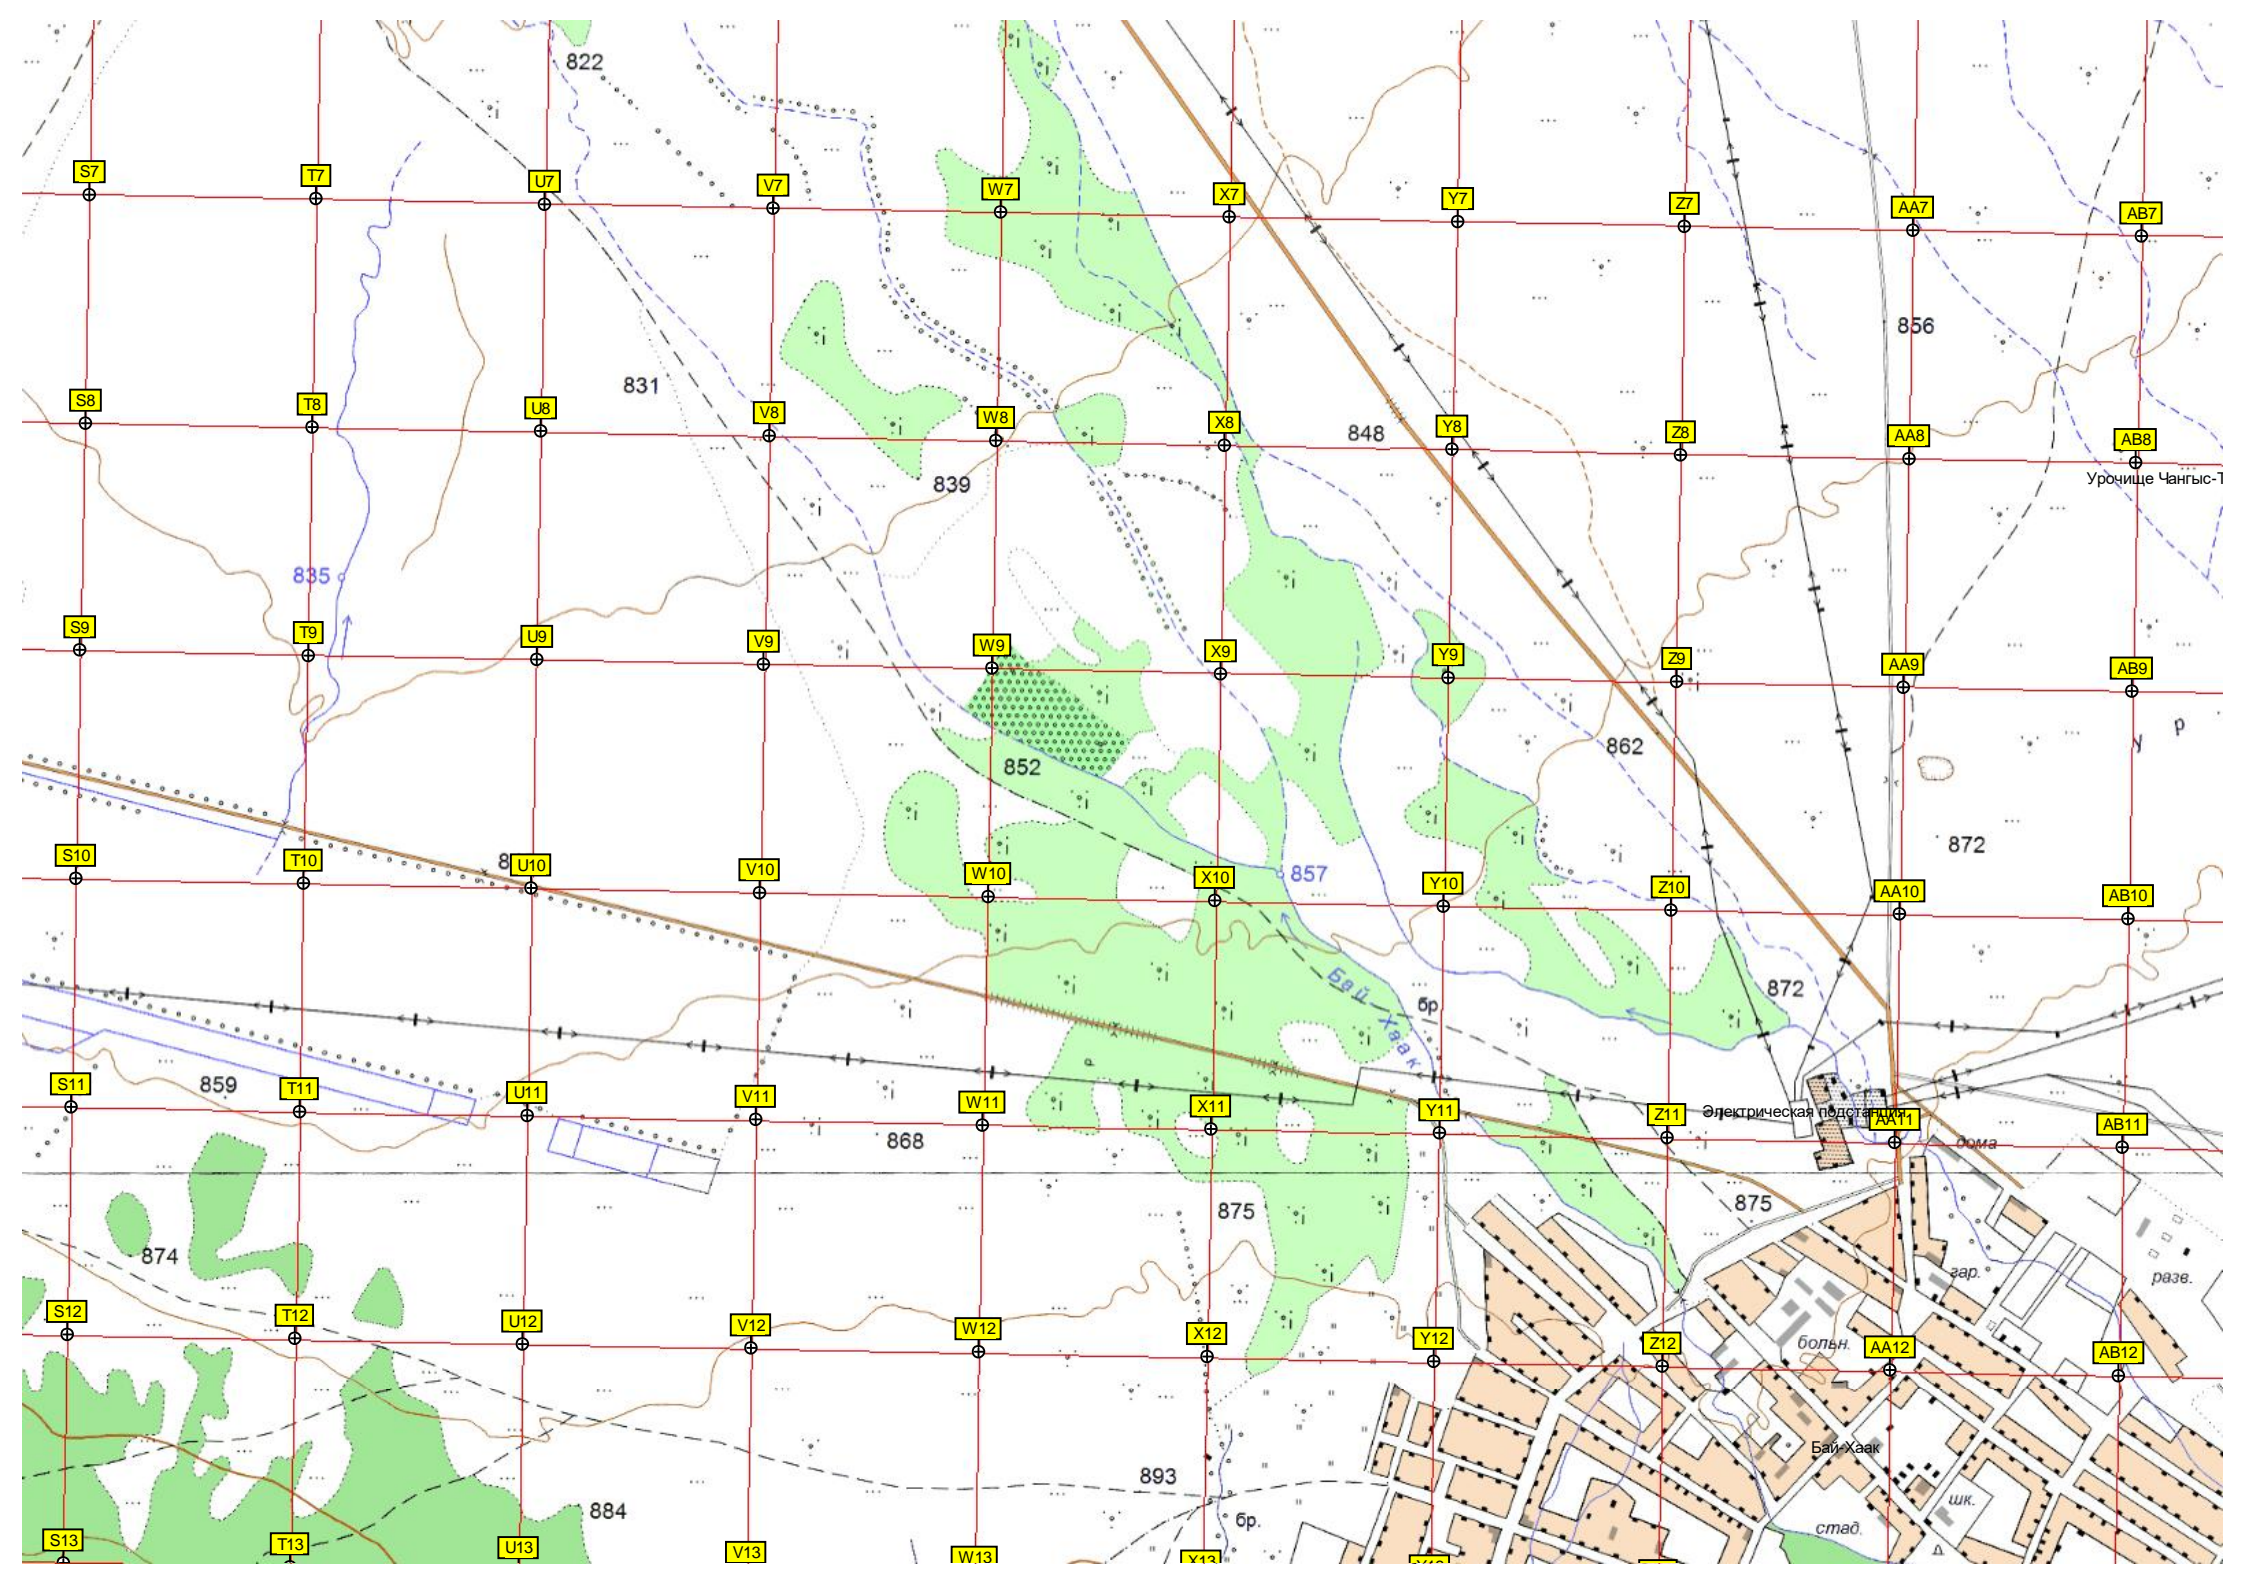 822
S7 T7 U7 V7 W7 X7 Y7 Z7 AA7 AB7
856
831
S8 T8 U8 V8 W8 X8 848 Y8 Z8 AA8 AB8
839
Урочище Чангыс-Т
835
S9 T9 U9 V9 W9 X9 Y9 Z9 AA9 AB9
у р
862
852
872
S10 T10 8 U10 V10 W10 X10 857 Y10 Z10 AA10 AB10
Бай Хаак
872
бр.
859
S11 T11 U11 V11 W11 X11 Y11 Z11 AA11 AB11
Электрическая подстанция
868
дома
875
875
874
гар.
разв.
S12 T12 U12 V12 W12 X12 Y12 Z12 AA12 AB12
больн.
Бай-Хаак
893
шк.
884
бр.
стад.
S13 T13 U13 V13 W13 X13